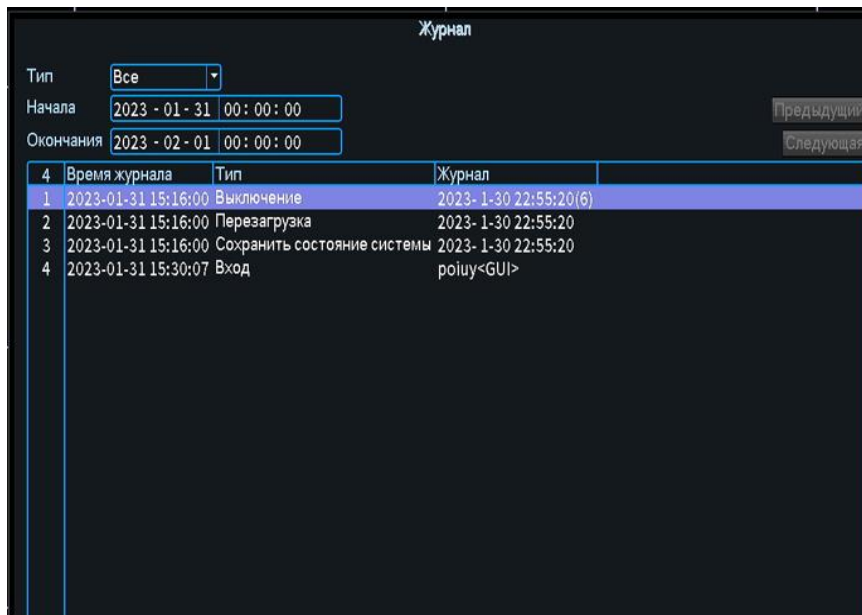 Журнал
Тип Все
Начала 2023 - 01 - 31 00 : 00 : 00
Предыдущий
Окончания 2023 - 02 - 01 00 : 00 : 00
Следующая
4 Время журнала Тип Журнал
1 2023-01-31 15:16:00 Выключение 2023- 1-30 22:55:20(6)
2 2023-01-31 15:16:00 Перезагрузка 2023- 1-30 22:55:20
3 2023-01-31 15:16:00 Сохранить состояние системы 2023- 1-30 22:55:20
4 2023-01-31 15:30:07 Вход poiuy<GUI>